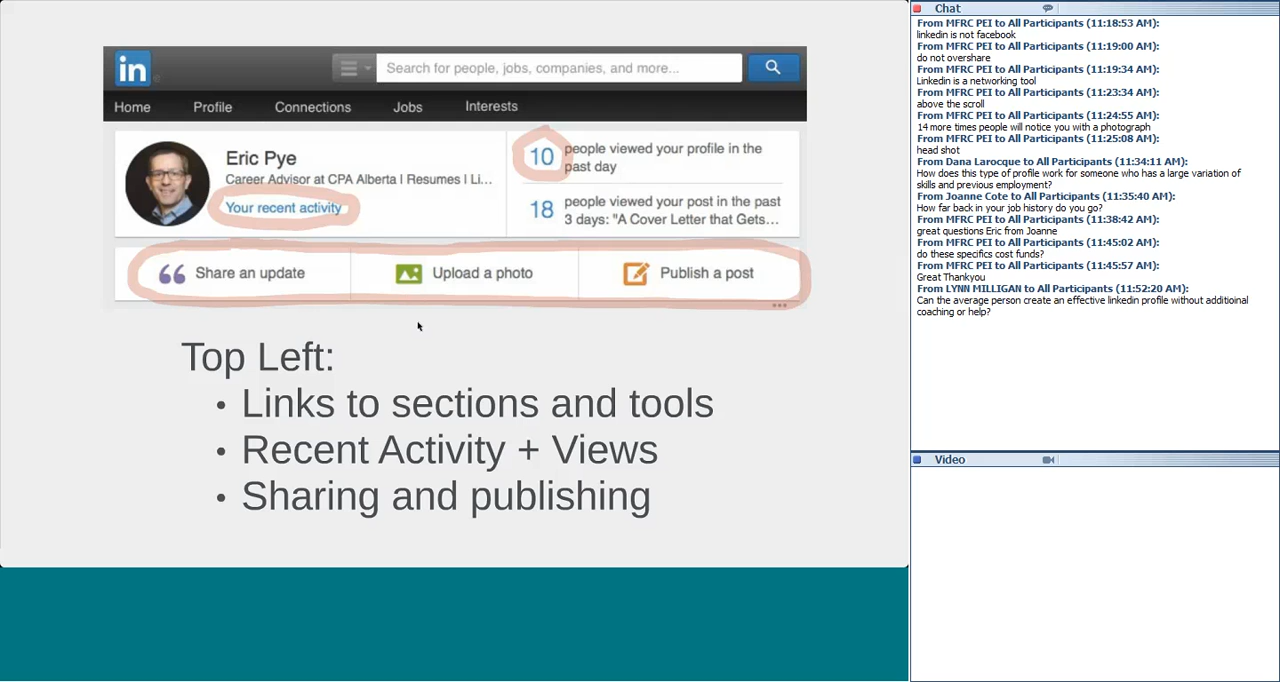 in
Search for people, jobs, companies, and more...
Home Profile Connections Jobs Interests
Eric Pye
Career Advisor at CPA Alberta l Resumes l Li...
Your recent activity
10 people viewed your profile in the
past day
18 people viewed your post in the past
3 days: "A Cover Letter that Gets...
Share an update Upload a photo Publish a post
Top Left:
• Links to sections and tools
• Recent Activity + Views
• Sharing and publishing
Chat
From MFRC PEI to All Participants (11:18:53 AM):
linkedin is not facebook
From MFRC PEI to All Participants (11:19:00 AM):
do not overshare
From MFRC PEI to All Participants (11:19:34 AM):
Linkedin is a networking tool
From MFRC PEI to All Participants (11:23:34 AM):
above the scroll
From MFRC PEI to All Participants (11:24:55 AM):
14 more times people will notice you with a photograph
From MFRC PEI to All Participants (11:25:08 AM):
head shot
From Dana Larocque to All Participants (11:34:11 AM):
How does this type of profile work for someone who has a large variation of
skills and previous employment?
From Joanne Cote to All Participants (11:35:40 AM):
How far back in your job history do you go?
From MFRC PEI to All Participants (11:38:42 AM):
great questions Eric from Joanne
From MFRC PEI to All Participants (11:45:02 AM):
do these specifics cost funds?
From MFRC PEI to All Participants (11:45:57 AM):
Great Thankyou
From LYNN MILLIGAN to All Participants (11:52:20 AM):
Can the average person create an effective linkedin profile without additioinal
coaching or help?
Video